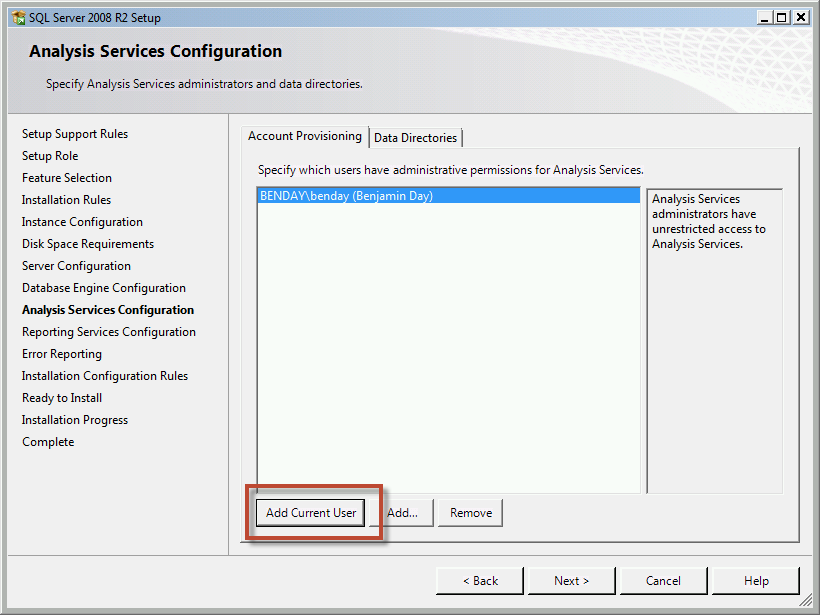 SQL Server 2008 R2 Setup
Analysis Services Configuration
Specify Analysis Services administrators and data directories.
Setup Support Rules
Setup Role
Feature Selection
Installation Rules
Instance Configuration
Disk Space Requirements
Server Configuration
Database Engine Configuration
Analysis Services Configuration
Reporting Services Configuration
Error Reporting
Installation Configuration Rules
Ready to Install
Installation Progress
Complete
Account Provisioning
Data Directories
Specify which users have administrative permissions for Analysis Services.
BENDAY\benday (Benjamin Day)
Analysis Services
administrators have
unrestricted access to
Analysis Services.
Add Current User
Add...
Remove
< Back
Next >
Cancel
Help